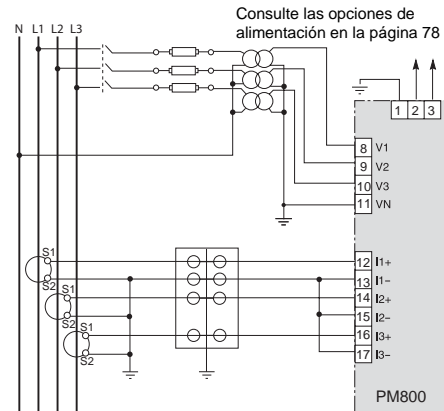 Consulte las opciones de
alimentación en la página 78
N L1 L2 L3
1 2 3
8 V1
9 V2
10 V3
11 VN
S1
12 I1+
S2
13 I1-
S1
14 I2+
S2
15 I2-
S1
16 I3+
S2
17 I3-
PM800